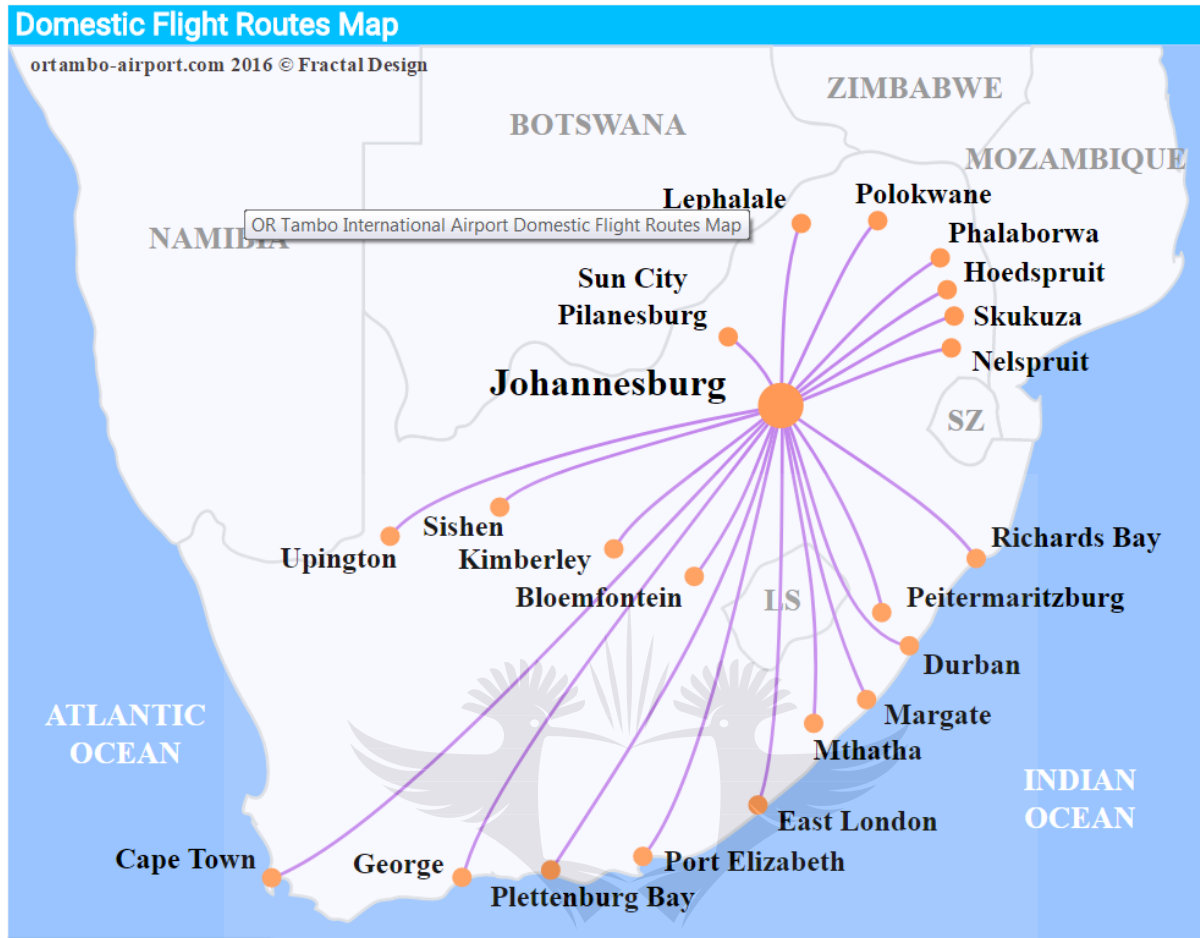 Domestic Flight Routes Map
ortambo-airport.com 2016 © Fractal Design
ZIMBABWE
BOTSWANA
MOZAMBIQUE
Lephalale
Polokwane
OR Tambo International Airport Domestic Flight Routes Map
NAMIBIA
Phalaborwa
Hoedspruit
Sun City
Pilanesburg
Skukuza
Nelspruit
Johannesburg
SZ
Sishen
Upington
Kimberley
Richards Bay
Bloemfontein
LS
Peitermaritzburg
Durban
ATLANTIC
OCEAN
Margate
Mthatha
INDIAN
OCEAN
East London
Cape Town
George
Port Elizabeth
Plettenburg Bay